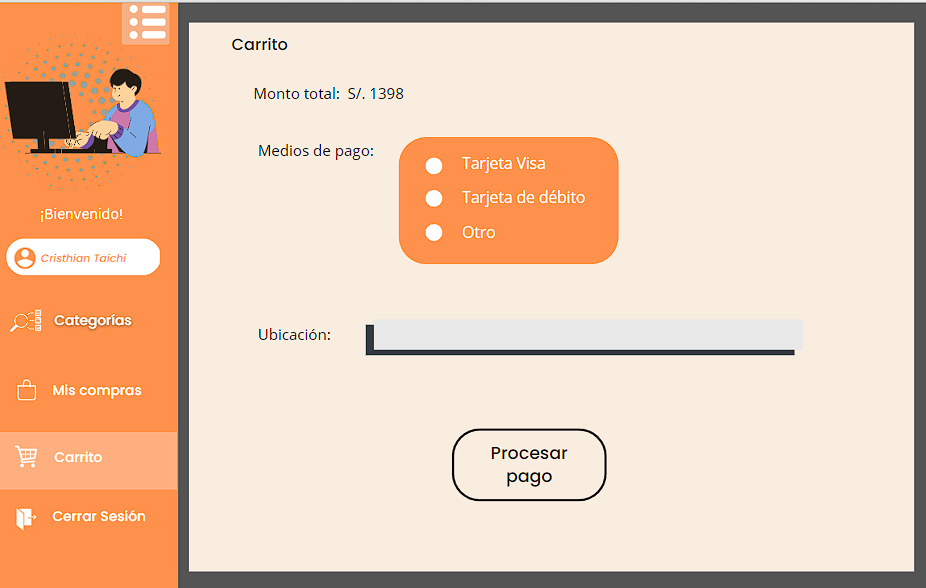 ¡Bienvenido!
Cristhian Taichi
Categorías
Mis compras
Carrito
Cerrar Sesión
Carrito
Monto total: S/. 1398
Medios de pago:
Tarjeta Visa
Tarjeta de débito
Otro
Ubicación:
Procesar
pago